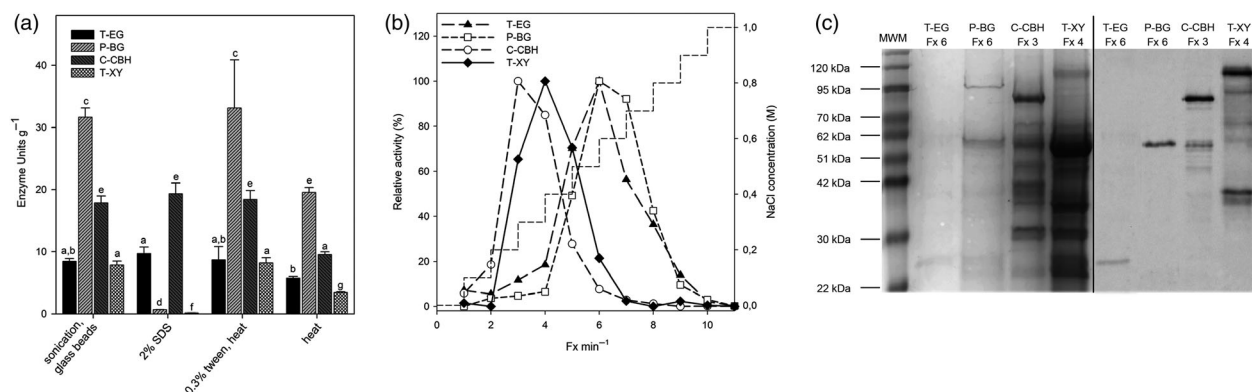 (a)
T-EG
P-BG
C-CBH
T-XY
Enzyme Units g⁻¹
40
30
20
10
0
a,b
c
e
a
a
d
e
f
a,b
c
e
a
b
e
a
g
sonication,
glass beads
2% SDS
0.3% tween, heat
heat
(b)
T-EG
P-BG
C-CBH
T-XY
Relative activity (%)
120
100
80
60
40
20
0
0 2 4 6 8 10
Fx min⁻¹
NaCl concentration (M)
1,0
0,8
0,6
0,4
0,2
0,0
(c)
T-EG P-BG C-CBH T-XY T-EG P-BG C-CBH T-XY
MWM Fx 6 Fx 6 Fx 3 Fx 4 Fx 6 Fx 6 Fx 3 Fx 4
120 kDa
95 kDa
70 kDa
62 kDa
51 kDa
42 kDa
30 kDa
22 kDa